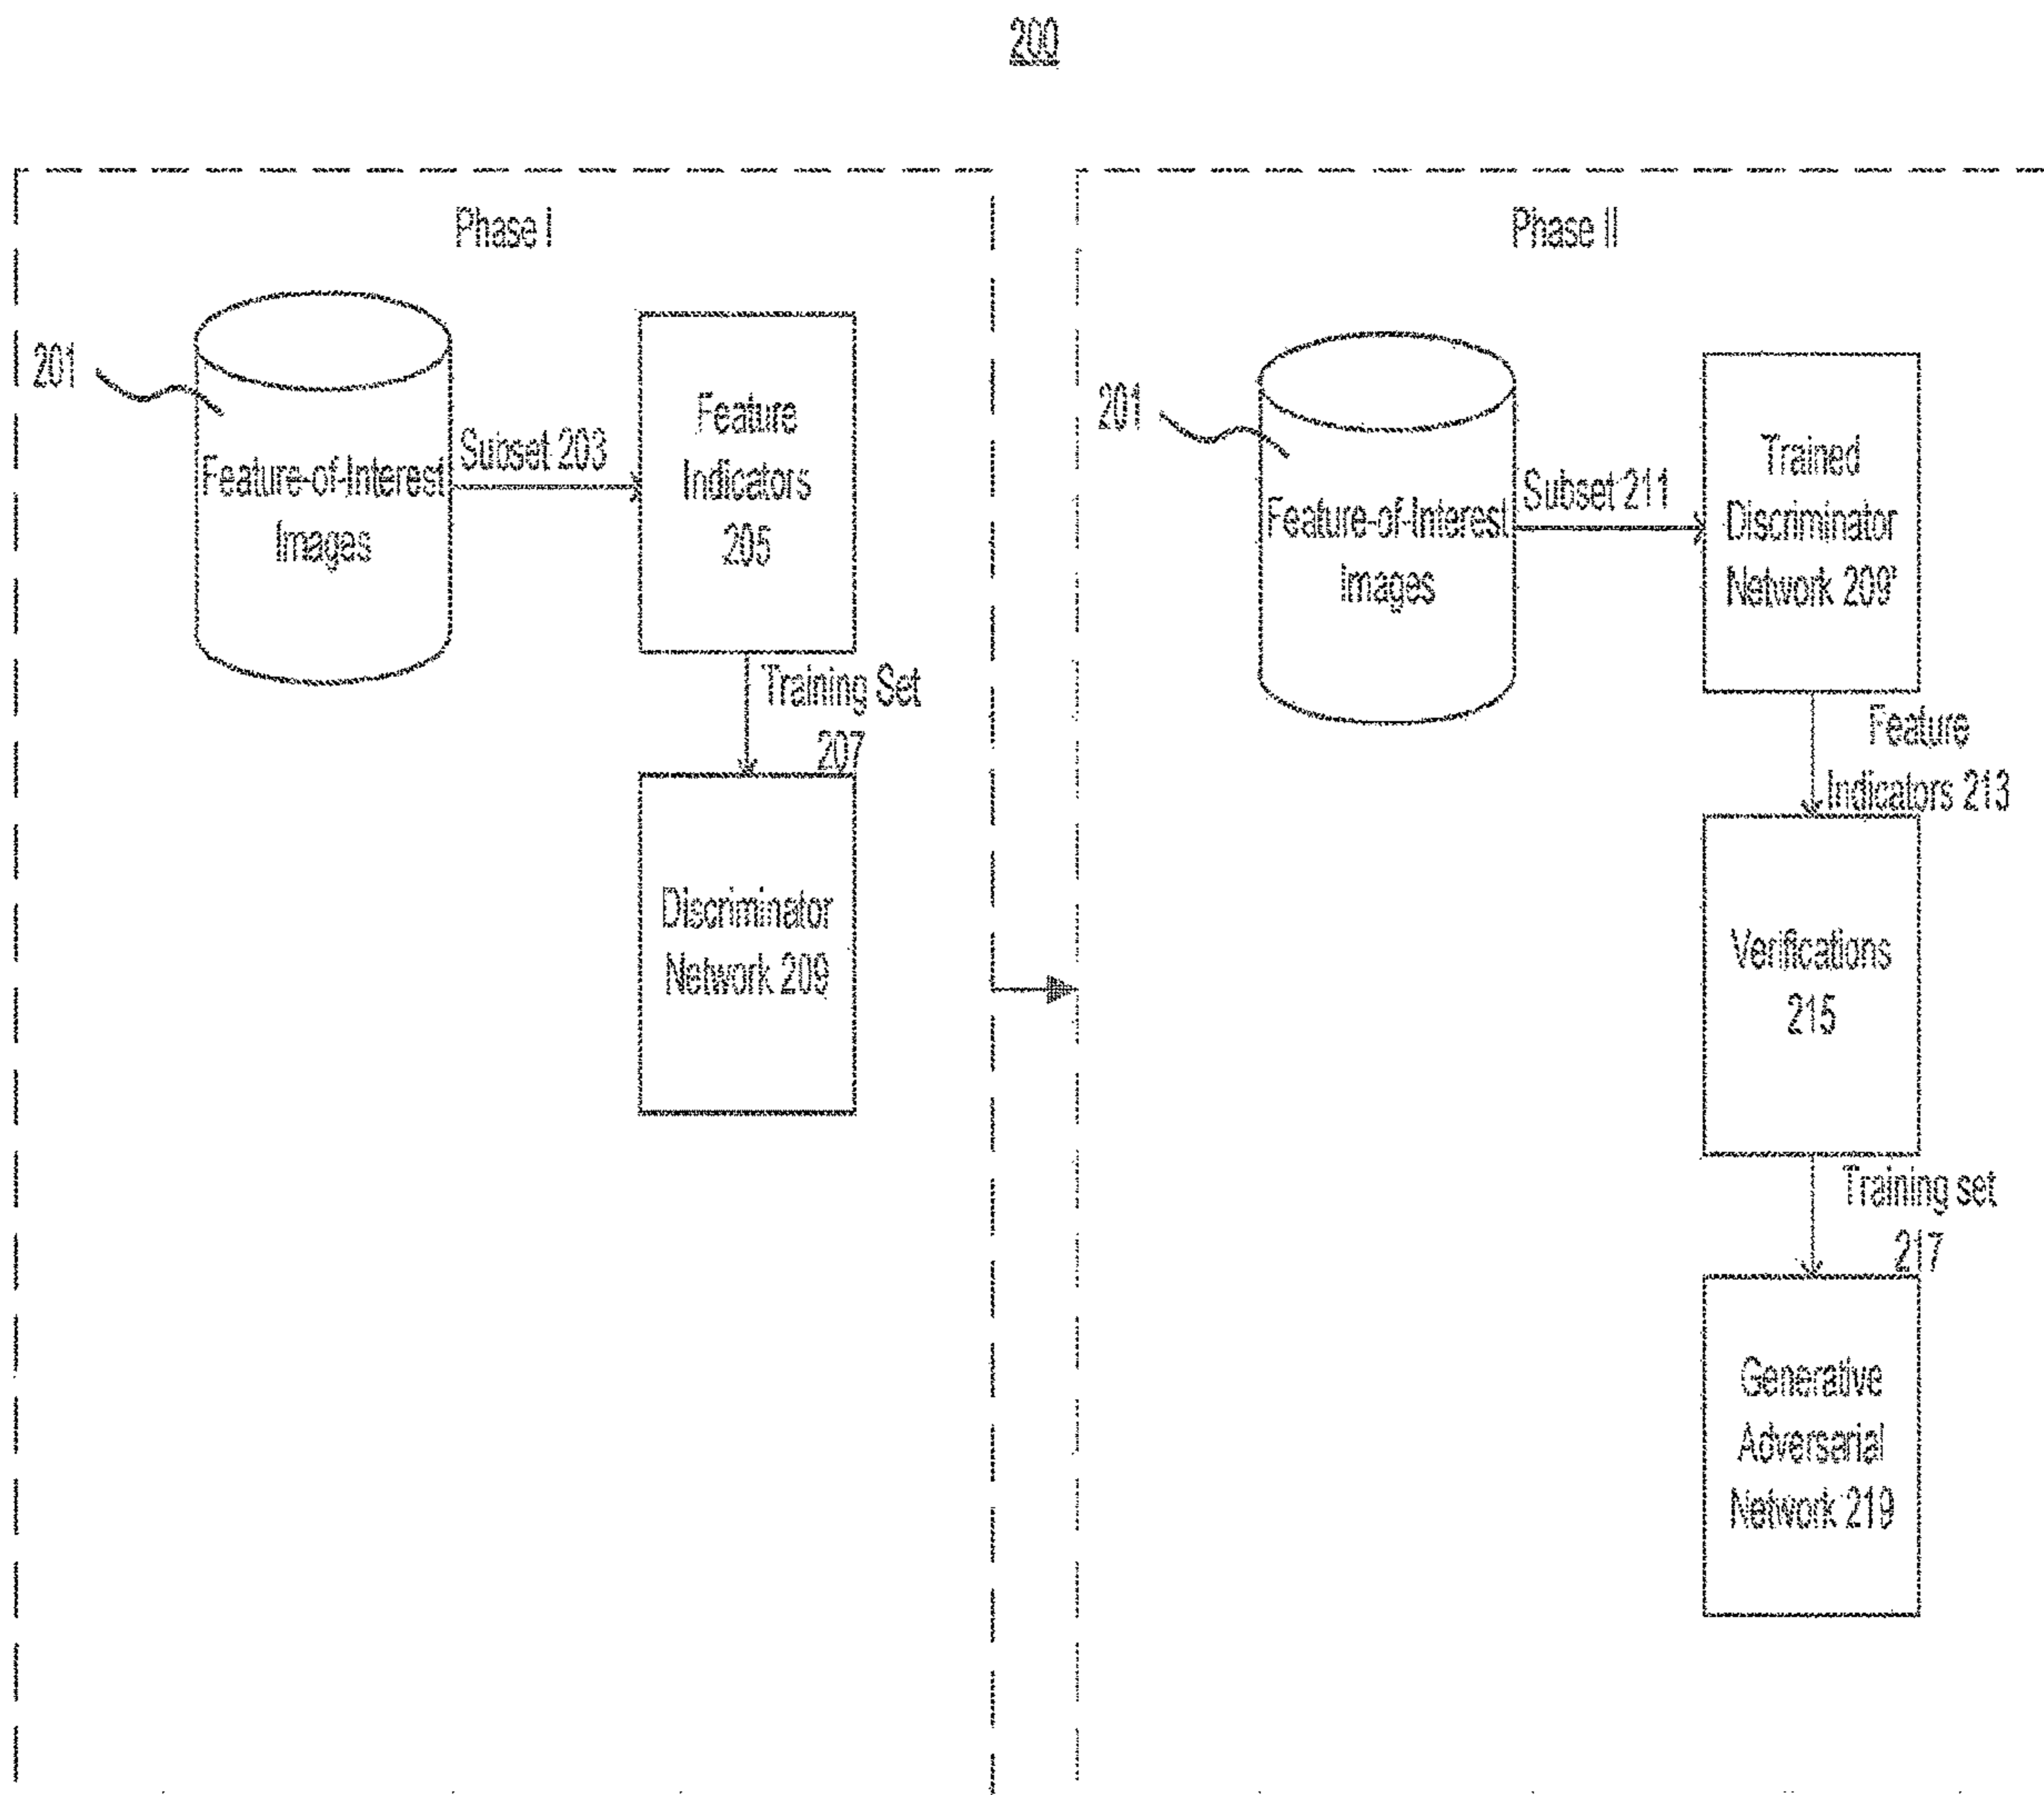 200
Phase I
201
Feature-of-Interest
Images
Subset 203
Feature
Indicators
205
Training Set
207
Discriminator
Network 209
Phase II
201
Feature-of-Interest
Images
Subset 211
Trained
Discriminator
Network 209'
Feature
Indicators 213
Verifications
215
Training set
217
Generative
Adversarial
Network 219